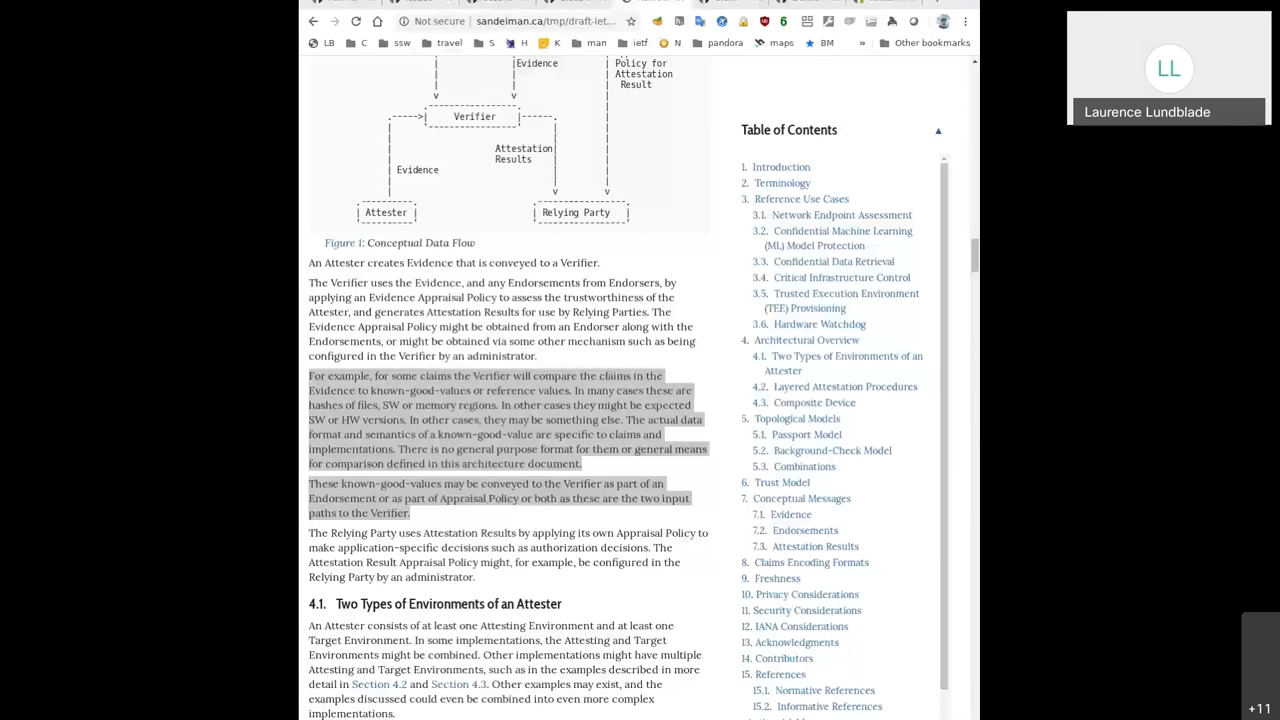 Not secure | sandelman.ca/tmp/draft-let...
6
LB C ssw travel S H K man ietf N pandora maps BM » Other bookmarks
LL
Laurence Lundblade
Evidence
Policy for
Attestation
Result
Verifier
Attestation
Results
Evidence
Attester
Relying Party
Figure 1: Conceptual Data Flow
An Attester creates Evidence that is conveyed to a Verifier.
The Verifier uses the Evidence, and any Endorsements from Endorsers, by
applying an Evidence Appraisal Policy to assess the trustworthiness of the
Attester, and generates Attestation Results for use by Relying Parties. The
Evidence Appraisal Policy might be obtained from an Endorser along with the
Endorsements, or might be obtained via some other mechanism such as being
configured in the Verifier by an administrator.
For example, for some claims the Verifier will compare the claims in the
Evidence to known-good-values or reference values. In many cases these are
hashes of files, SW or memory regions. In other cases they might be expected
SW or HW versions. In other cases, they may be something else. The actual data
format and semantics of a known-good-value are specific to claims and
implementations. There is no general purpose format for them or general means
for comparison defined in this architecture document.
These known-good-values may be conveyed to the Verifier as part of an
Endorsement or as part of Appraisal Policy or both as these are the two input
paths to the Verifier.
The Relying Party uses Attestation Results by applying its own Appraisal Policy to
make application-specific decisions such as authorization decisions. The
Attestation Result Appraisal Policy might, for example, be configured in the
Relying Party by an administrator.
4.1. Two Types of Environments of an Attester
An Attester consists of at least one Attesting Environment and at least one
Target Environment. In some implementations, the Attesting and Target
Environments might be combined. Other implementations might have multiple
Attesting and Target Environments, such as in the examples described in more
detail in Section 4.2 and Section 4.3. Other examples may exist, and the
examples discussed could even be combined into even more complex
implementations.
Table of Contents
1. Introduction
2. Terminology
3. Reference Use Cases
3.1. Network Endpoint Assessment
3.2. Confidential Machine Learning
(ML) Model Protection
3.3. Confidential Data Retrieval
3.4. Critical Infrastructure Control
3.5. Trusted Execution Environment
(TEE) Provisioning
3.6. Hardware Watchdog
4. Architectural Overview
4.1. Two Types of Environments of an
Attester
4.2. Layered Attestation Procedures
4.3. Composite Device
5. Topological Models
5.1. Passport Model
5.2. Background-Check Model
5.3. Combinations
6. Trust Model
7. Conceptual Messages
7.1. Evidence
7.2. Endorsements
7.3. Attestation Results
8. Claims Encoding Formats
9. Freshness
10. Privacy Considerations
11. Security Considerations
12. IANA Considerations
13. Acknowledgments
14. Contributors
15. References
15.1. Normative References
15.2. Informative References
+11